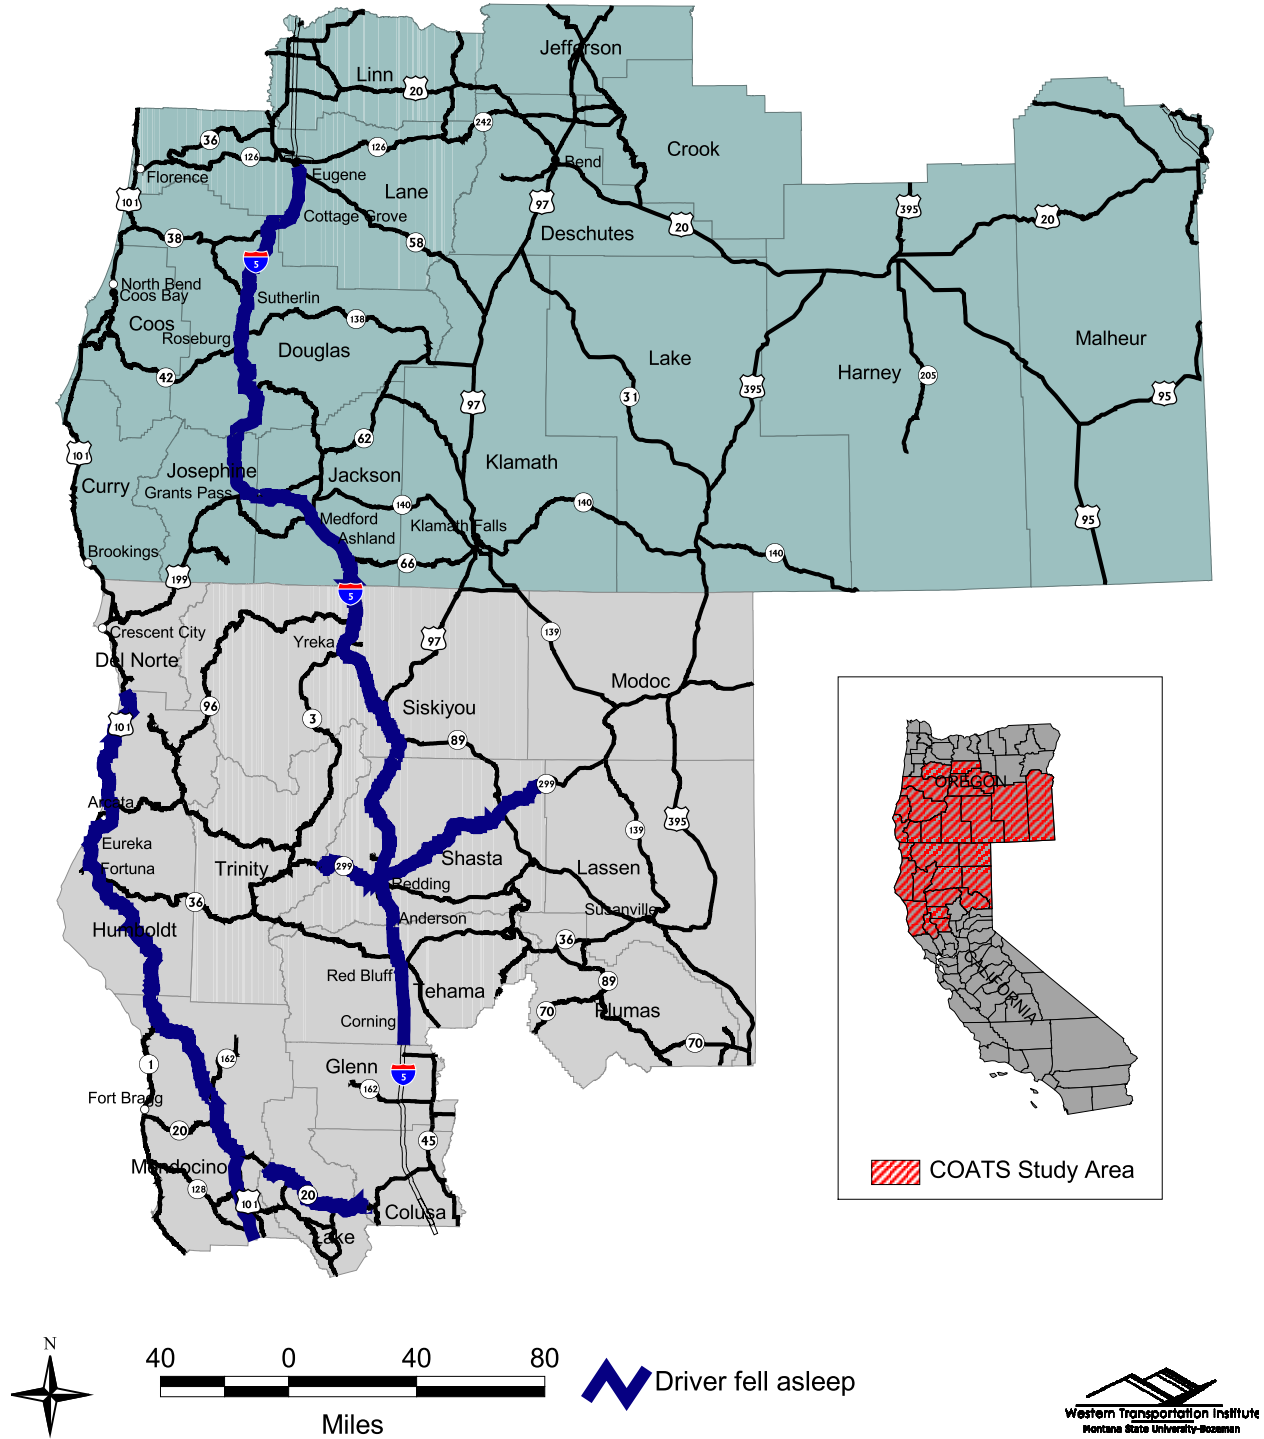 Jefferson
Linn
20
242
36
126
126
Crook
Bend
Florence
Eugene
Lane
101
Cottage Grove
97
20
395
20
38
58
Deschutes
5
North Bend
Coos Bay
Sutherlin
Coos
Roseburg
138
Douglas
Lake
Malheur
42
Harney
205
31
395
95
97
62
101
Josephine
Jackson
Klamath
Curry
Grants Pass
140
140
Medford
Klamath Falls
95
Ashland
Brookings
66
140
199
5
Crescent City
Yreka
97
139
Del Norte
Modoc
96
Siskiyou
3
101
89
299
OREGON
Arcata
139
395
Eureka
Fortuna
Trinity
299
Shasta
Lassen
Redding
36
Susanville
Anderson
Humboldt
36
Red Bluff
Tehama
89
CALIFORNIA
70
Plumas
Corning
70
1
162
Glenn
5
162
Fort Bragg
20
45
Mendocino
COATS Study Area
128
101
20
Colusa
Lake
N
40 0 40 80
Miles
Driver fell asleep
Western Transportation Institute
Montana State University-Bozeman